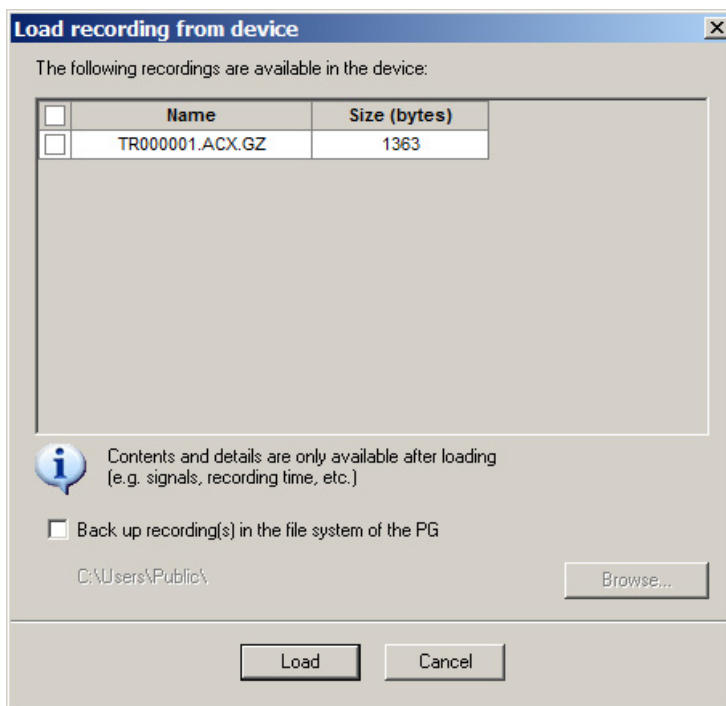 Load recording from device
The following recordings are available in the device:
Name Size (bytes)
TR000001.ACX.GZ 1363
Contents and details are only available after loading
(e.g. signals, recording time, etc.)
Back up recording(s) in the file system of the PG
C:\Users\Public\
Browse...
Load Cancel